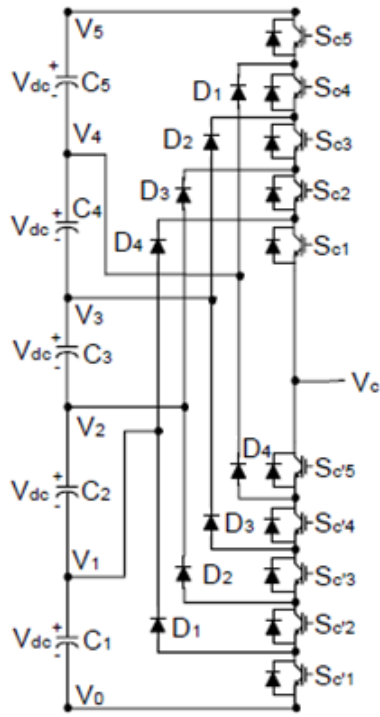 V5 Sc5
Vdc + - C5 D1 Sc4
V4 D2 Sc3
Vdc + - C4 D3 Sc2
D4 Sc1
V3
Vdc + - C3 Vc
V2
D4 Sc'5
Vdc + - C2 D3 Sc'4
V1 D2 Sc'3
D1 Sc'2
Vdc + - C1
V0 Sc'1